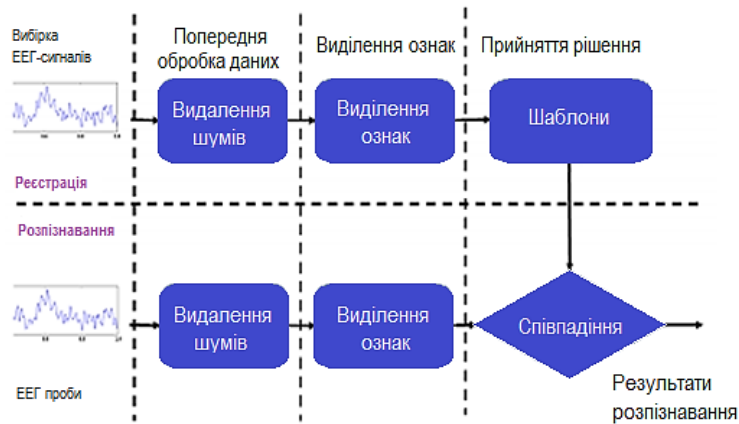 Вибірка
ЕЕГ-сигналів
Попередня
обробка даних
Виділення ознак
Прийняття рішення
Видалення
шумів
Виділення
ознак
Шаблони
Реєстрація
Розпізнавання
Видалення
шумів
Виділення
ознак
Співпадіння
ЕЕГ проби
Результати
розпізнавання